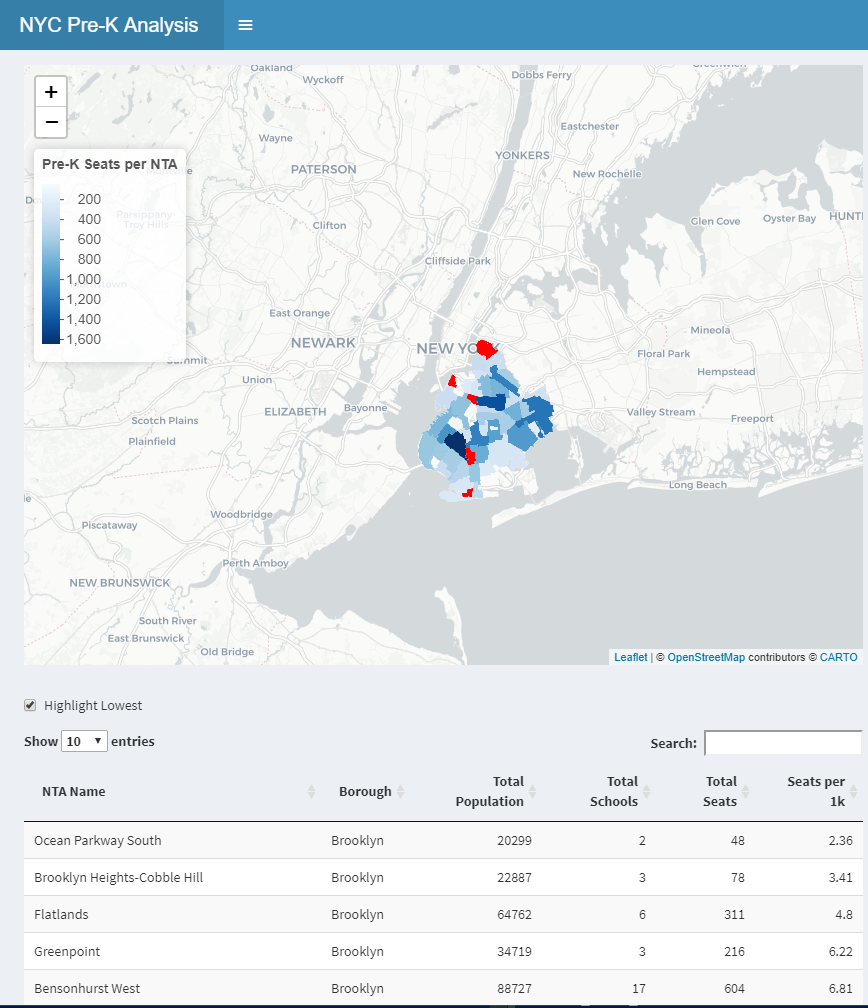 NYC Pre-K Analysis
Oakland
Wyckoff
Dobbs Ferry
Greenwich
+
−
Eastchester
Wayne
YONKERS
PATERSON
New Rochelle
Pre-K Seats per NTA
200
400
600
800
1,000
1,200
1,400
1,600
Parsippany-
Troy Hills
Clifton
Glen Cove
Oyster Bay
HUNTI
Cliffside Park
East Orange
NEWARK
NEW YO K
Mineola
Floral Park
Hempstead
Summit
Union
ELIZABETH
Bayonne
Valley Stream
Freeport
Scotch Plains
Plainfield
Long Beach
le
Woodbridge
Piscataway
Perth Amboy
NEW BRUNSWICK
South River
East Brunswick
Old Bridge
Leaflet | © OpenStreetMap contributors © CARTO
Highlight Lowest
Show 10 entries
Search:
NTA Name Borough Total Population Total Schools Total Seats Seats per 1k
Ocean Parkway South Brooklyn 20299 2 48 2.36
Brooklyn Heights-Cobble Hill Brooklyn 22887 3 78 3.41
Flatlands Brooklyn 64762 6 311 4.8
Greenpoint Brooklyn 34719 3 216 6.22
Bensonhurst West Brooklyn 88727 17 604 6.81